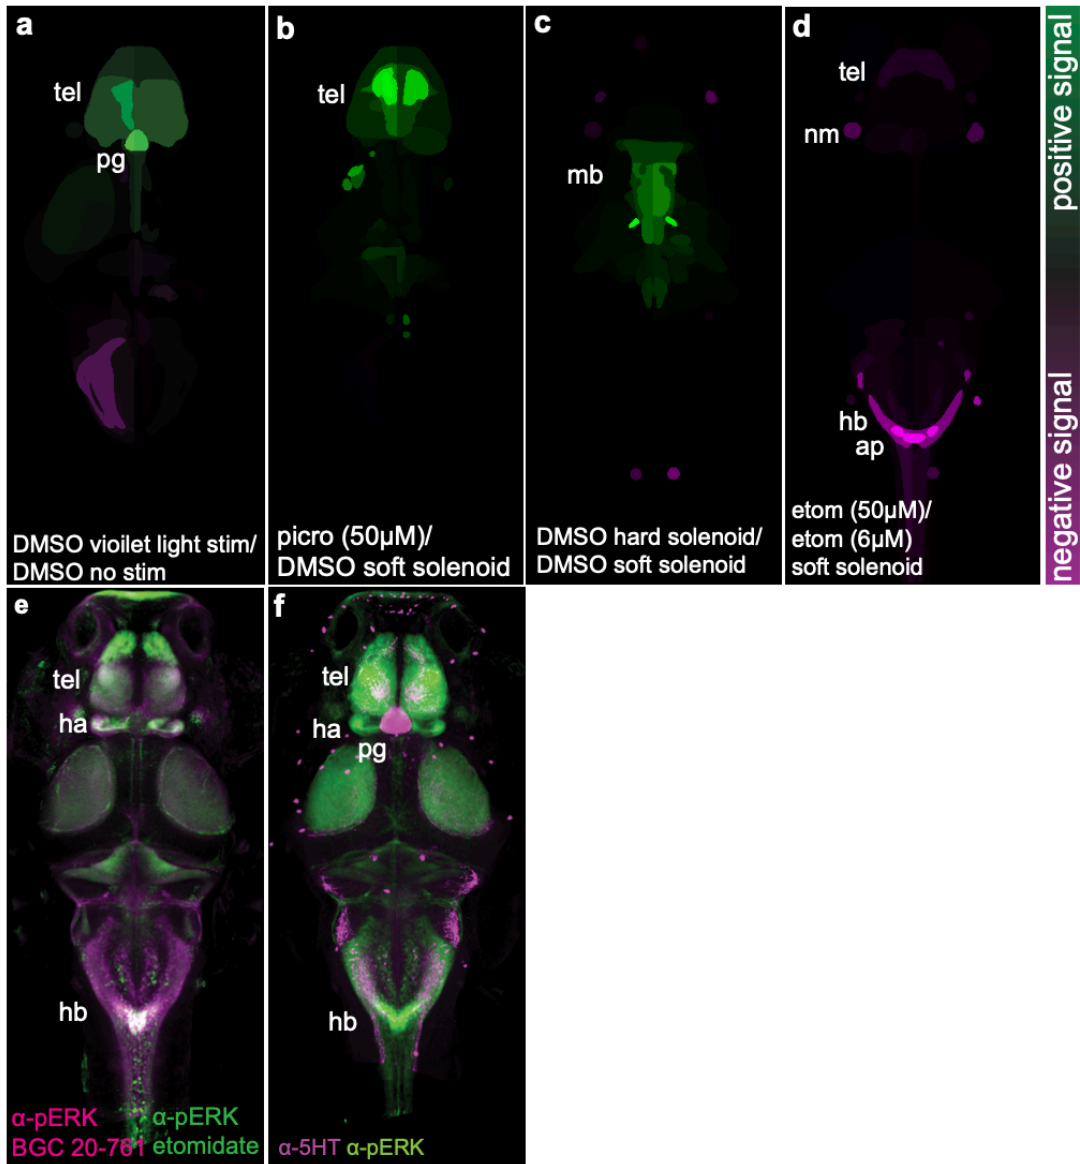 a
tel
pg
DMSO vioilet light stim/
DMSO no stim
b
tel
picro (50µM)/
DMSO soft solenoid
c
mb
DMSO hard solenoid/
DMSO soft solenoid
d
tel
nm
hb
ap
etom (50µM)/
etom (6µM)
soft solenoid
positive signal
negative signal
e
tel
ha
hb
α-pERK
BGC 20-761
α-pERK
etomidate
f
tel
ha
pg
hb
α-5HT α-pERK